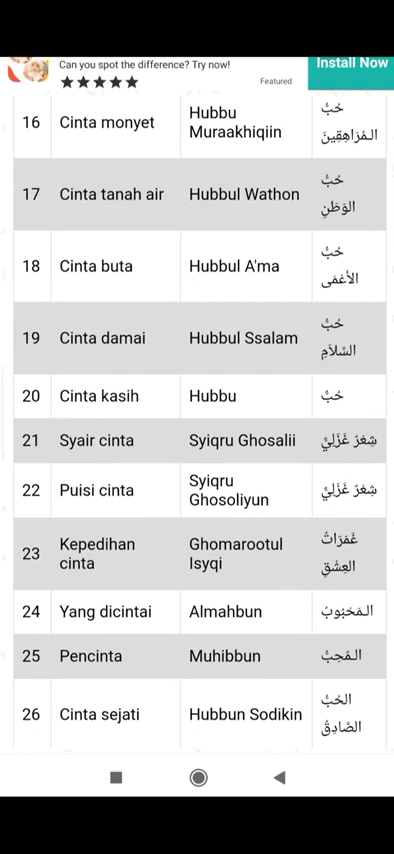 Can you spot the difference? Try now!
Install Now
★★★★★
Featured
16 Cinta monyet Hubbu Muraakhiqiin حُبُّ المُرَاهِقِينَ
17 Cinta tanah air Hubbul Wathon حُبُّ الوَطَنِ
18 Cinta buta Hubbul A'ma حُبُّ الأعْمَى
19 Cinta damai Hubbul Ssalam حُبُّ السَّلاَمِ
20 Cinta kasih Hubbu حُبٌّ
21 Syair cinta Syiqru Ghosalii شِعْرُ غَزَلِيٌّ
22 Puisi cinta Syiqru Ghosoliyun شِعْرُ غَزَلِيٌّ
23 Kepedihan cinta Ghomarootul Isyqi غَمَرَاتُ العِشْقِ
24 Yang dicintai Almahbun المَحْبُوبُ
25 Pencinta Muhibbun المُحِبُّ
26 Cinta sejati Hubbun Sodikin الحُبُّ الصَّادِقُ